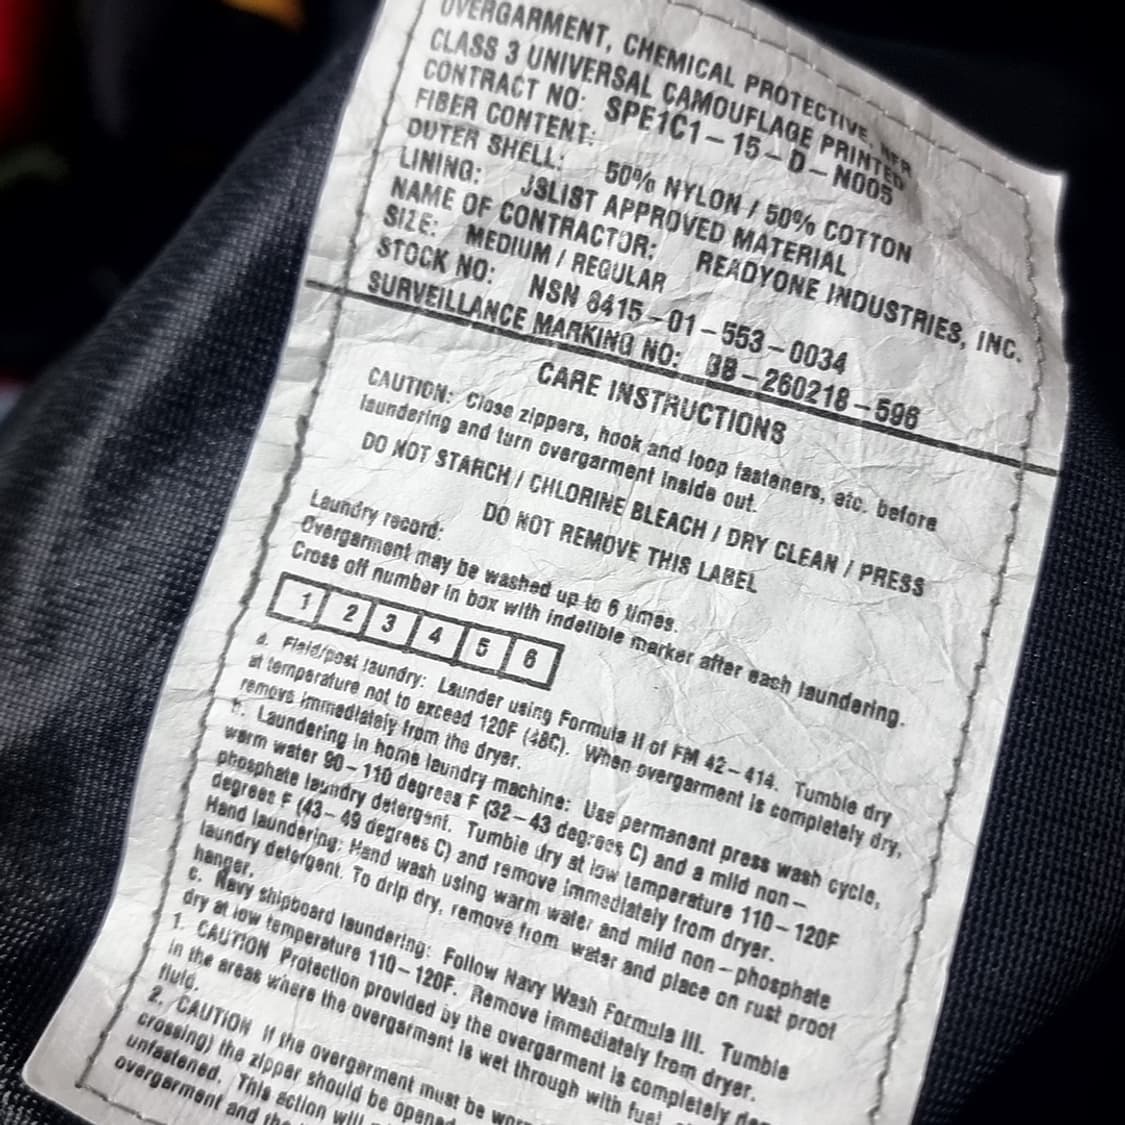 OVERGARMENT, CHEMICAL PROTECTIVE, NFR
CLASS 3 UNIVERSAL CAMOUFLAGE PRINTED
CONTRACT NO: SPE1C1-15-D-N005
FIBER CONTENT:
OUTER SHELL: 50% NYLON / 50% COTTON
LINING: JSLIST APPROVED MATERIAL
NAME OF CONTRACTOR: READYONE INDUSTRIES, INC.
SIZE: MEDIUM / REGULAR
STOCK NO: NSN 8415-01-553-0034
SURVEILLANCE MARKING NO: BB-260218-596
CARE INSTRUCTIONS
CAUTION: Close zippers, hook and loop fasteners, etc. before
laundering and turn overgarment inside out.
DO NOT STARCH / CHLORINE BLEACH / DRY CLEAN / PRESS
DO NOT REMOVE THIS LABEL
Laundry record:
Overgarment may be washed up to 6 times.
Cross off number in box with indelible marker after each laundering.
1 2 3 4 5 6
a. Field/post laundry: Launder using Formula II of FM 42-414. Tumble dry
at temperature not to exceed 120F (48C). When overgarment is completely dry,
remove immediately from the dryer.
b. Laundering in home laundry machine: Use permanent press wash cycle,
warm water 90-110 degrees F (32-43 degrees C) and a mild non-
phosphate laundry detergent. Tumble dry at low temperature 110-120F
degrees F (43-49 degrees C) and remove immediately from dryer.
Hand laundering: Hand wash using warm water and mild non-phosphate
laundry detergent. To drip dry, remove from water and place on rust proof
hanger.
c. Navy shipboard laundering: Follow Navy Wash Formula III. Tumble
dry at low temperature 110-120F. Remove immediately from dryer.
1. CAUTION Protection provided by the overgarment is completely
in the areas where the overgarment is wet through with fuel,
fluid.
2. CAUTION If the overgarment must be worn
crossing) the zipper should be opened
unfastened. This action will
overgarment and the